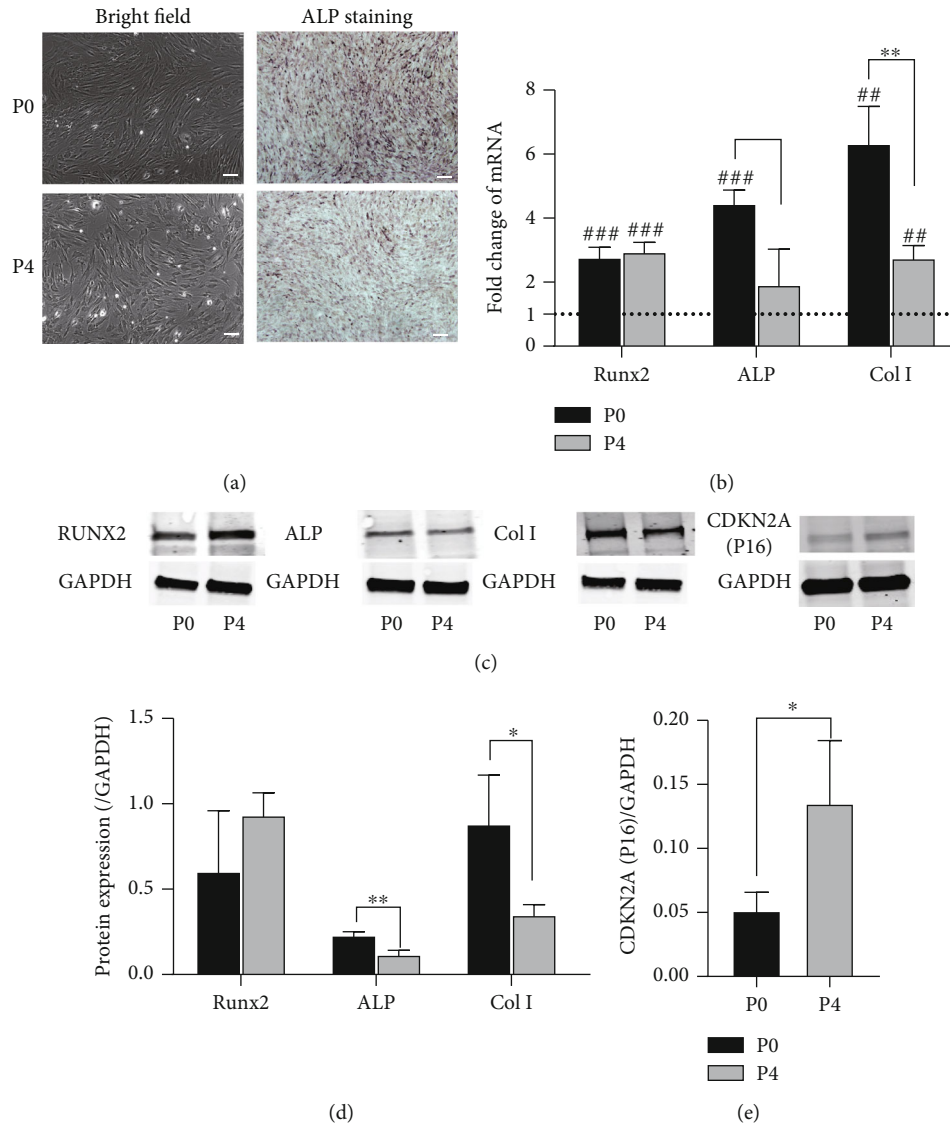 Bright field
ALP staining
P0
P4
(a)
Fold change of mRNA
8
6
4
2
1
0
###
###
###
##
**
##
Runx2
ALP
Col I
P0
P4
(b)
RUNX2
ALP
Col I
CDKN2A
(P16)
GAPDH
GAPDH
GAPDH
GAPDH
P0
P4
P0
P4
P0
P4
P0
P4
(c)
Protein expression (/GAPDH)
1.5
1.0
0.5
0.0
**
*
Runx2
ALP
Col I
(d)
CDKN2A (P16)/GAPDH
0.20
0.15
0.10
0.05
0.00
*
P0
P4
P0
P4
(e)